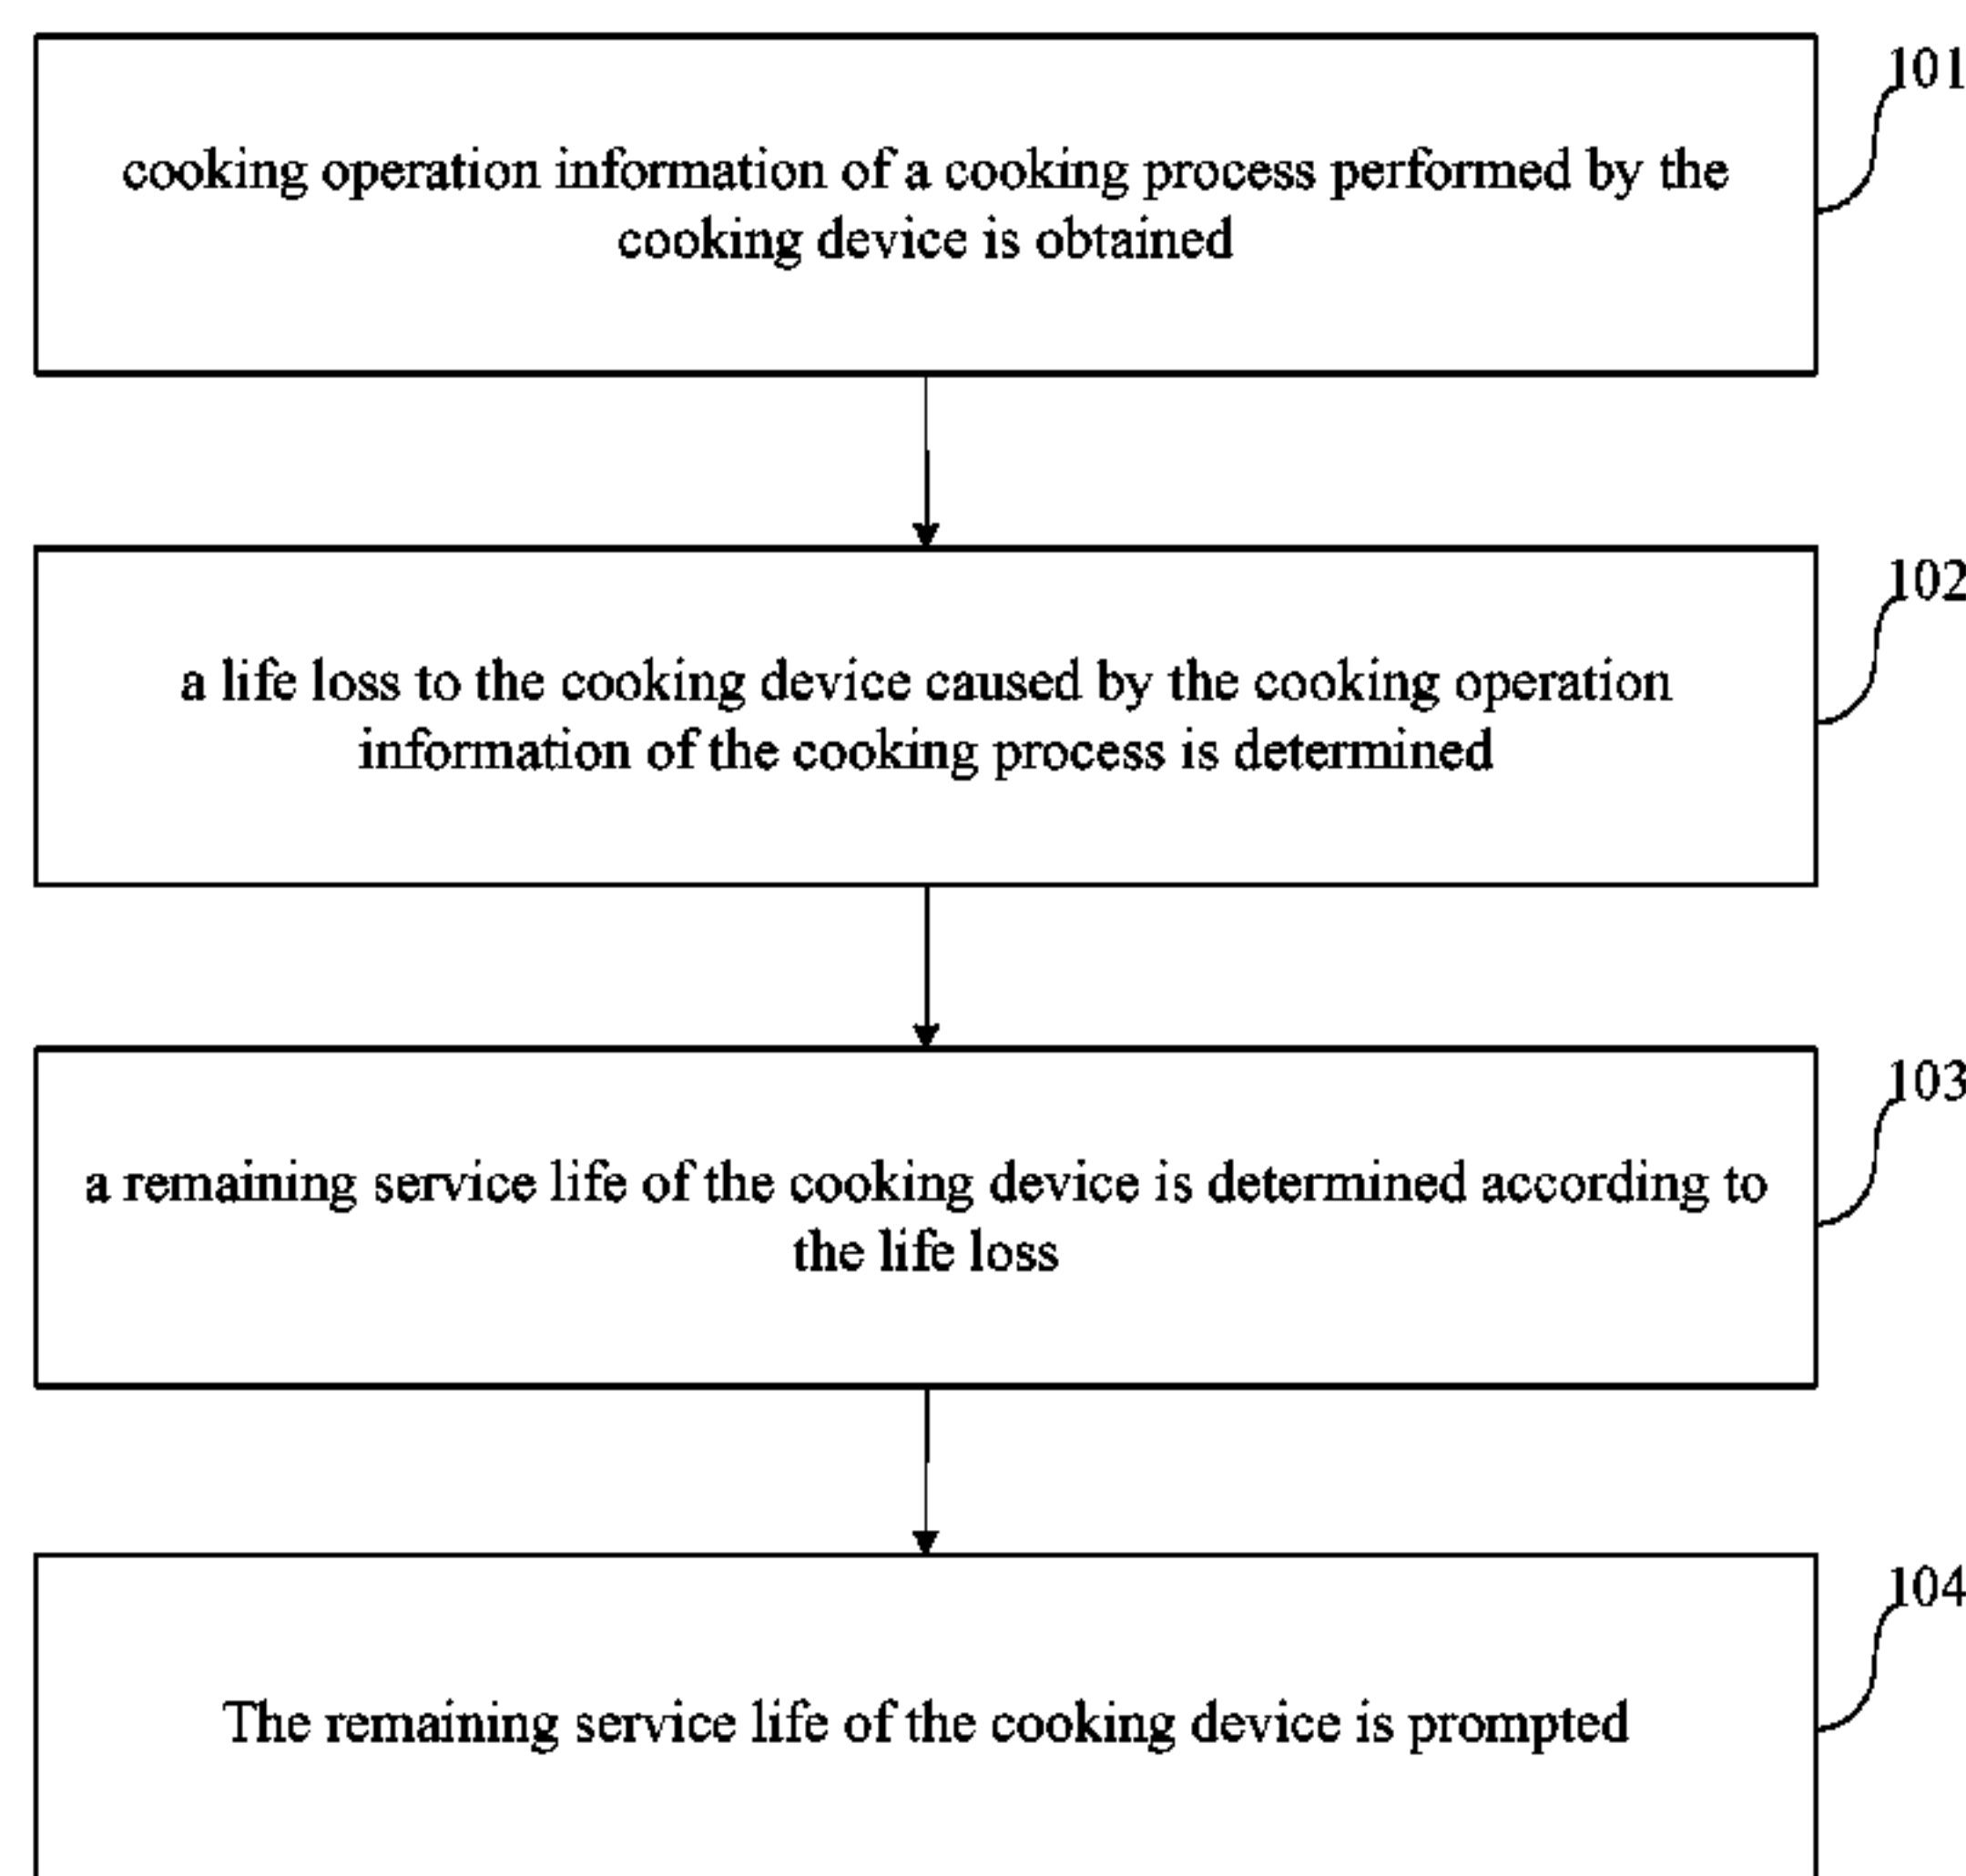 101
cooking operation information of a cooking process performed by the
cooking device is obtained
102
a life loss to the cooking device caused by the cooking operation
information of the cooking process is determined
103
a remaining service life of the cooking device is determined according to
the life loss
104
The remaining service life of the cooking device is prompted